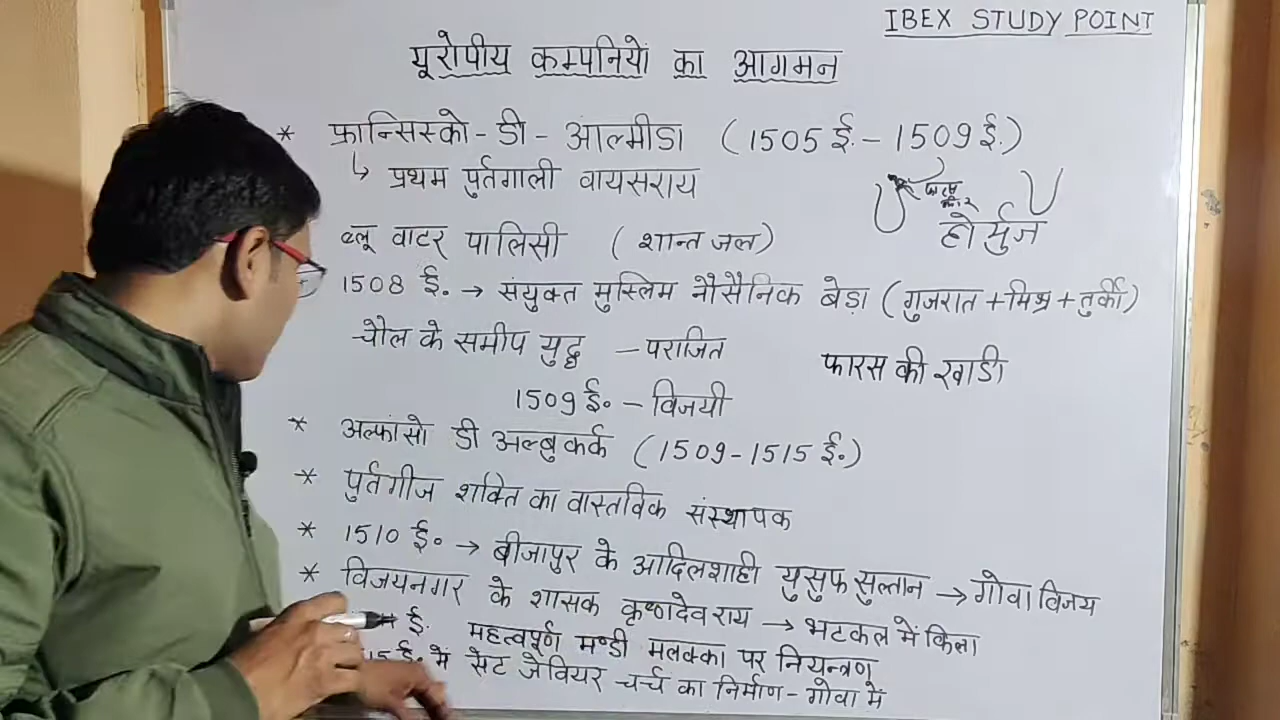 IBEX STUDY POINT
यूरोपीय कम्पनियों का आगमन
* फ्रान्सिस्को - डी - आल्मीडा (1505 ई. - 1509 ई.)
↳ प्रथम पुर्तगाली वायसराय
होर्मुज
ब्लू वाटर पालिसी (शान्त जल)
1508 ई. → संयुक्त मुस्लिम नौसैनिक बेड़ा (गुजरात + मिश्र + तुर्की)
चौल के समीप युद्ध - पराजित
फारस की खाडी
1509 ई. - विजयी
* अल्फांसो डी अल्बुकर्क (1509 - 1515 ई.)
* पुर्तगीज शक्ति का वास्तविक संस्थापक
* 1510 ई. → बीजापुर के आदिलशाही युसुफ सुल्तान → गोवा विजय
* विजयनगर के शासक कृष्णदेव राय → भटकल में किला
ई. महत्वपूर्ण मण्डी मलक्का पर नियन्त्रण
15 ई. में सेंट जेवियर चर्च का निर्माण - गोवा में